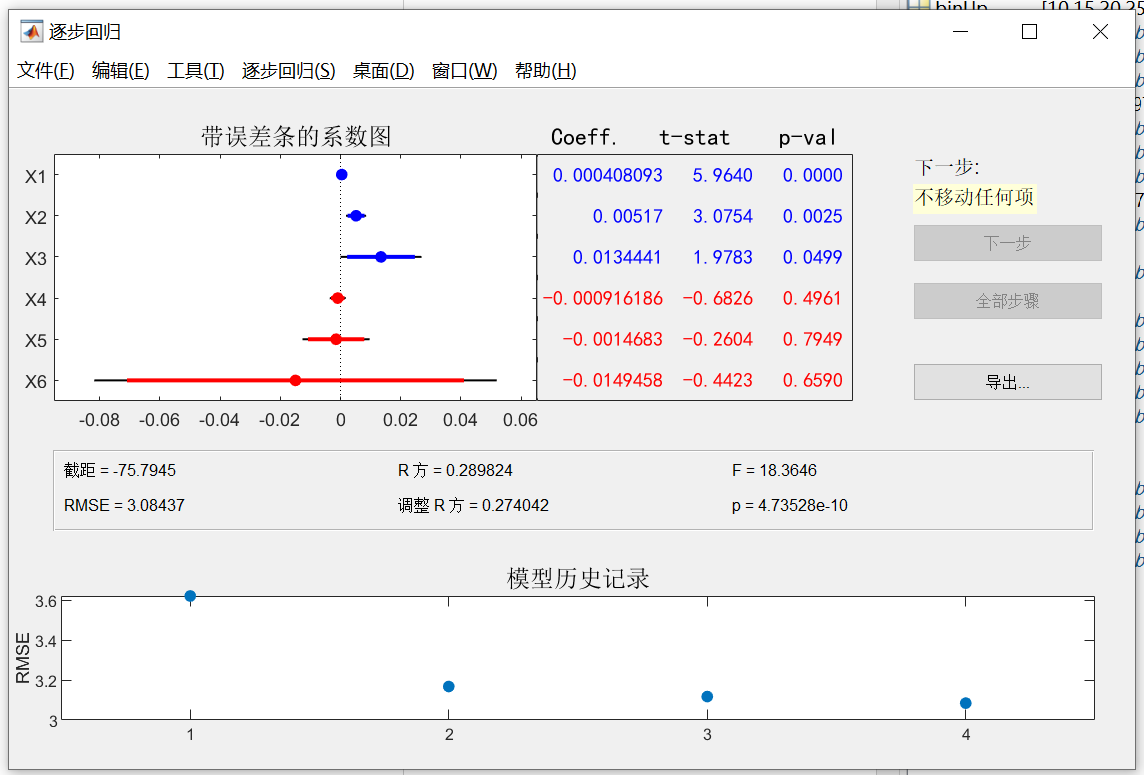 binUp [10,15,20,25
逐步回归
文件(F) 编辑(E) 工具(T) 逐步回归(S) 桌面(D) 窗口(W) 帮助(H)
带误差条的系数图
Coeff. t-stat p-val
X1 0.000408093 5.9640 0.0000
X2 0.00517 3.0754 0.0025
X3 0.0134441 1.9783 0.0499
X4 -0.000916186 -0.6826 0.4961
X5 -0.0014683 -0.2604 0.7949
X6 -0.0149458 -0.4423 0.6590
-0.08 -0.06 -0.04 -0.02 0 0.02 0.04 0.06
下一步:
不移动任何项
下一步
全部步骤
导出...
截距 = -75.7945 R 方 = 0.289824 F = 18.3646
RMSE = 3.08437 调整 R 方 = 0.274042 p = 4.73528e-10
模型历史记录
RMSE
3.6
3.4
3.2
3
1 2 3 4